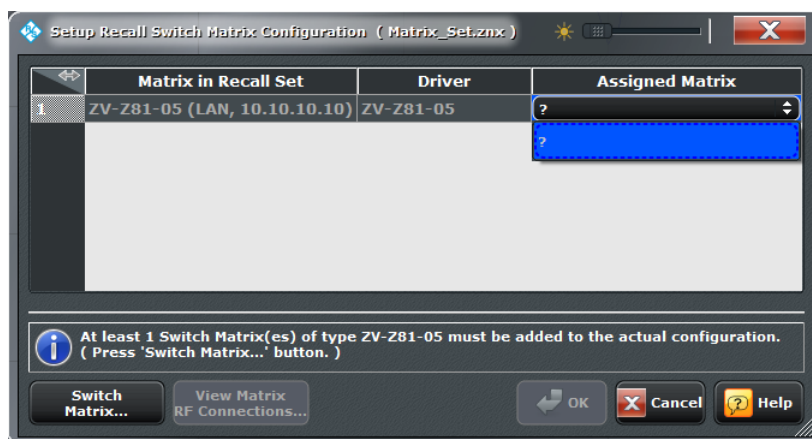 Setup Recall Switch Matrix Configuration ( Matrix_Set.znx )
Matrix in Recall Set Driver Assigned Matrix
1 ZV-Z81-05 (LAN, 10.10.10.10) ZV-Z81-05 ?
?
At least 1 Switch Matrix(es) of type ZV-Z81-05 must be added to the actual configuration.
( Press 'Switch Matrix...' button. )
Switch
Matrix...
View Matrix
RF Connections...
OK
Cancel
? Help